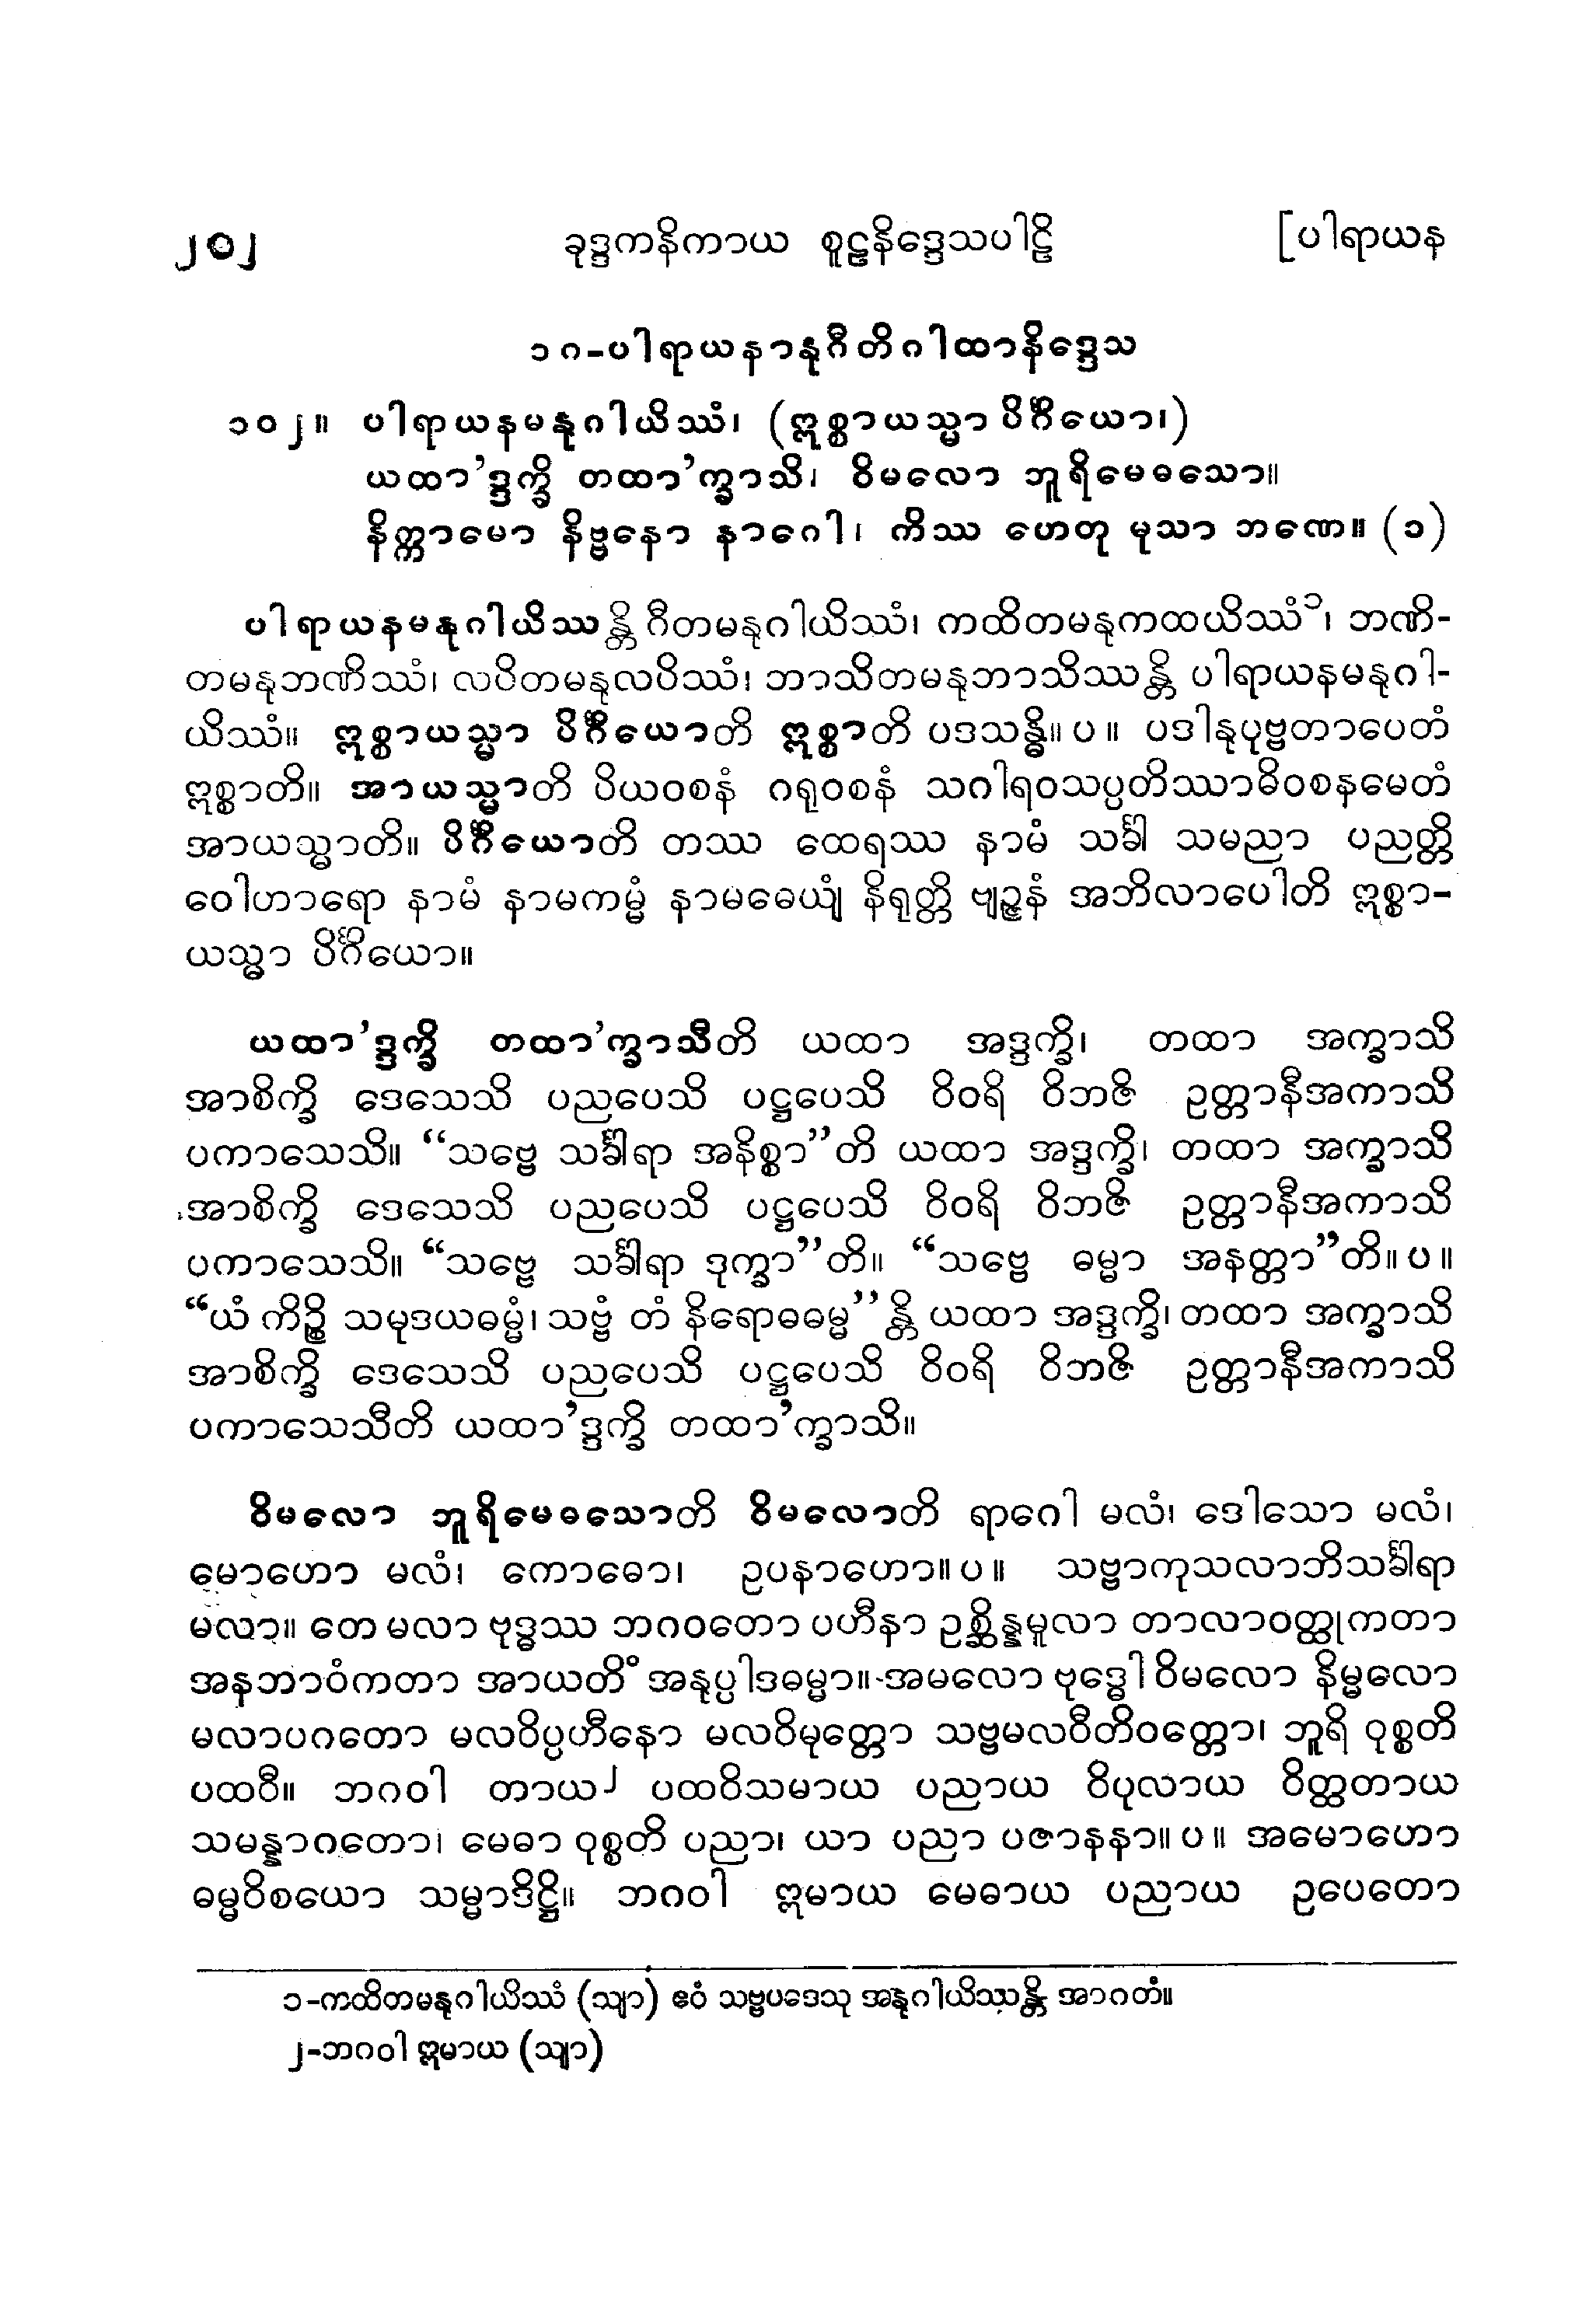 ၂၀၂ ခုဒ္ဒကနိကာယ စူဠနိဒ္ဒေသပါဠိ [ပါရာယန
၁၈-ပါရာယနာနုဂီတိဂါထာနိဒ္ဒေသ
၁၀၂။ ပါရာယနမနုဂါယိဿံ၊ (ဣစ္စာယသ္မာ ပိင်္ဂိယော၊)
ယထာ’ဒ္ဒက္ခိ တထာ’က္ခာသိ၊ ဝိမလော ဘူရိမေဓသော။
နိက္ကာမော နိဗ္ဗနော နာဂေါ၊ ကိဿ ဟေတု မုသာ ဘဏေ။ (၁)
ပါရာယနမနုဂါယိဿန္တိ ဂီတမနုဂါယိဿံ၊ ကထိတမနုကထယိဿံ၁၊ ဘဏိ-
တမနုဘဏိဿံ၊ လပိတမနုလပိဿံ၊ ဘာသိတမနုဘာသိဿန္တိ ပါရာယနမနုဂါ-
ယိဿံ။ ဣစ္စာယသ္မာ ပိင်္ဂိယောတိ ဣစ္စာတိ ပဒသန္ဓိ။ ပ ။ ပဒါနုပုဗ္ဗတာပေတံ
ဣစ္စာတိ။ အာယသ္မာတိ ပိယဝစနံ ဂရုဝစနံ သဂါရဝသပ္ပတိဿာဓိဝစနမေတံ
အာယသ္မာတိ။ ပိင်္ဂိယောတိ တဿ ထေရဿ နာမံ သင်္ခါ သမညာ ပညတ္တိ
ဝေါဟာရော နာမံ နာမကမ္မံ နာမဓေယျံ နိရုတ္တိ ဗျဉ္ဇနံ အဘိလာပေါတိ ဣစ္စာ-
ယသ္မာ ပိင်္ဂိယော။
ယထာ’ဒ္ဒက္ခိ တထာ’က္ခာသီတိ ယထာ အဒ္ဒက္ခိ၊ တထာ အက္ခာသိ
အာစိက္ခိ ဒေသေသိ ပညပေသိ ပဋ္ဌပေသိ ဝိဝရိ ဝိဘဇိ ဥတ္တာနီအကာသိ
ပကာသေသိ။ “သဗ္ဗေ သင်္ခါရာ အနိစ္စာ”တိ ယထာ အဒ္ဒက္ခိ၊ တထာ အက္ခာသိ
အာစိက္ခိ ဒေသေသိ ပညပေသိ ပဋ္ဌပေသိ ဝိဝရိ ဝိဘဇိ ဥတ္တာနီအကာသိ
ပကာသေသိ။ “သဗ္ဗေ သင်္ခါရာ ဒုက္ခာ”တိ။ “သဗ္ဗေ ဓမ္မာ အနတ္တာ”တိ။ ပ ။
“ယံ ကိဉ္စိ သမုဒယဓမ္မံ၊ သဗ္ဗံ တံ နိရောဓဓမ္မ”န္တိ ယထာ အဒ္ဒက္ခိ၊ တထာ အက္ခာသိ
အာစိက္ခိ ဒေသေသိ ပညပေသိ ပဋ္ဌပေသိ ဝိဝရိ ဝိဘဇိ ဥတ္တာနီအကာသိ
ပကာသေသီတိ ယထာ’ဒ္ဒက္ခိ တထာ’က္ခာသိ။
ဝိမလော ဘူရိမေဓသောတိ ဝိမလောတိ ရာဂေါ မလံ၊ ဒေါသော မလံ၊
မောဟော မလံ၊ ကောဓော၊ ဥပနာဟော။ ပ ။ သဗ္ဗာကုသလာဘိသင်္ခါရာ
မလာ။ တေ မလာ ဗုဒ္ဓဿ ဘဂဝတော ပဟီနာ ဥစ္ဆိန္နမူလာ တာလာဝတ္ထုကတာ
အနဘာဝံကတာ အာယတိံ အနုပ္ပါဒဓမ္မာ။ အမလော ဗုဒ္ဓေါ ဝိမလော နိမ္မလော
မလာပဂတော မလဝိပ္ပဟီနော မလဝိမုတ္တော သဗ္ဗမလဝီတိဝတ္တော၊ ဘူရိ ဝုစ္စတိ
ပထဝီ။ ဘဂဝါ တာယ၂ ပထဝိသမာယ ပညာယ ဝိပုလာယ ဝိတ္ထတာယ
သမန္နာဂတော၊ မေဓာ ဝုစ္စတိ ပညာ၊ ယာ ပညာ ပဇာနနာ။ ပ ။ အမောဟော
ဓမ္မဝိစယော သမ္မာဒိဋ္ဌိ။ ဘဂဝါ ဣမာယ မေဓာယ ပညာယ ဥပေတော
၁-ကထိတမနုဂါယိဿံ (သျာ) ဧဝံ သဗ္ဗပဒေသု အနုဂါယိဿန္တိ အာဂတံ။
၂-ဘဂဝါ ဣမာယ (သျာ)